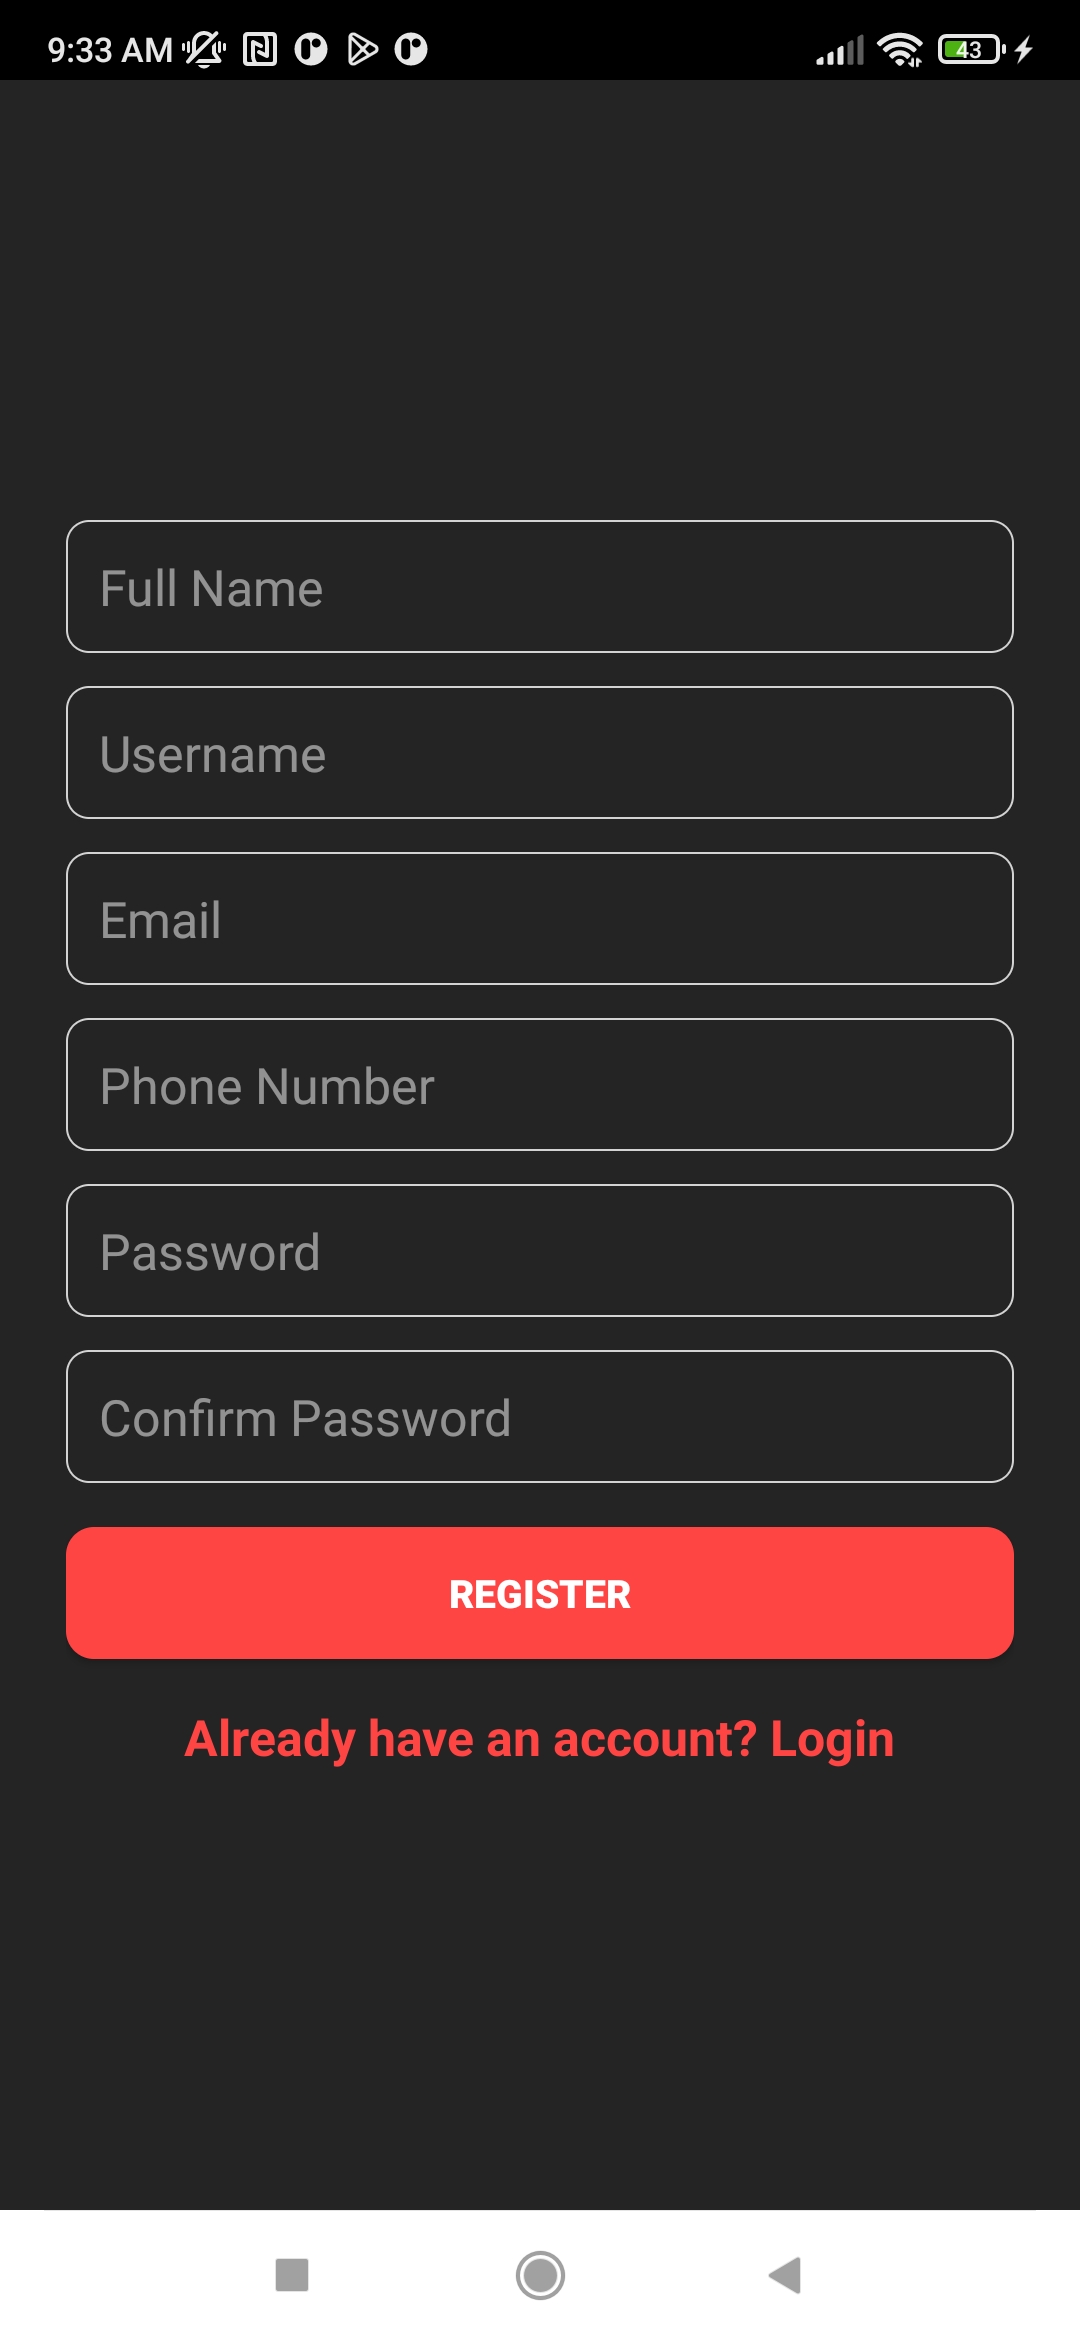 9:33 AM
43
Full Name
Username
Email
Phone Number
Password
Confirm Password
REGISTER
Already have an account? Login